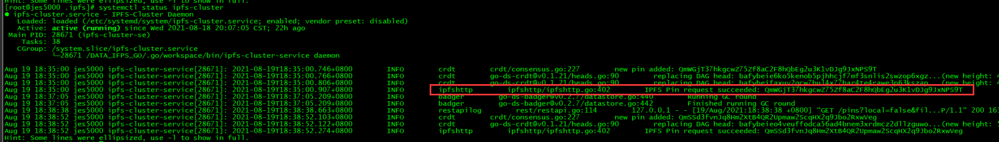 Hint: Some lines were ellipsized, use -l to show in full.
[root@jes5000 .ipfs]# systemctl status ipfs-cluster
● ipfs-cluster.service - IPFS-Cluster Daemon
Loaded: loaded (/etc/systemd/system/ipfs-cluster.service; enabled; vendor preset: disabled)
Active: active (running) since Wed 2021-08-18 20:07:05 CST; 22h ago
Main PID: 28671 (ipfs-cluster-se)
Tasks: 38
CGroup: /system.slice/ipfs-cluster.service
└─28671 /DATA_IFPS_GO/.go/workspace/bin/ipfs-cluster-service daemon
Aug 19 18:35:00 jes5000 ipfs-cluster-service[28671]: 2021-08-19T18:35:00.746+0800 INFO crdt crdt/consensus.go:227 new pin added: QmWGjT37hkgcwZ75Zf8aC2F8hQbEg2u3K1vDJg9JxNPS9T
Aug 19 18:35:00 jes5000 ipfs-cluster-service[28671]: 2021-08-19T18:35:00.766+0800 INFO crdt go-ds-crdt@v0.1.21/heads.go:90 replacing DAG head: bafybeie6ko5kenob5pjhhcjf7mf3snlis2swzop6xgz...(new height: 4
Aug 19 18:35:00 jes5000 ipfs-cluster-service[28671]: 2021-08-19T18:35:00.806+0800 INFO crdt go-ds-crdt@v0.1.21/heads.go:90 replacing DAG head: (new height: 4
Aug 19 18:35:00 jes5000 ipfs-cluster-service[28671]: 2021-08-19T18:35:00.907+0800 INFO ipfshttp ipfshttp/ipfshttp.go:402 IPFS Pin request succeeded: QmWGjT37hkgcwZ75Zf8aC2F8hQbEg2u3K1vDJg9JxNPS9T
Aug 19 18:37:05 jes5000 ipfs-cluster-service[28671]: 2021-08-19T18:37:05.209+0800 INFO badger go-ds-badger@v0.2.7/datastore.go:440 Running GC round
Aug 19 18:37:05 jes5000 ipfs-cluster-service[28671]: 2021-08-19T18:37:05.209+0800 INFO badger go-ds-badger@v0.2.7/datastore.go:442 Finished running GC round
Aug 19 18:38:38 jes5000 ipfs-cluster-service[28671]: 2021-08-19T18:38:38.663+0800 INFO restapilog rest/restapi.go:114 127.0.0.1 - - [19/Aug/2021:18:38:38 +0800] "GET /pins?local=false&fil...P/1.1" 200 163
Aug 19 18:38:52 jes5000 ipfs-cluster-service[28671]: 2021-08-19T18:38:52.103+0800 INFO crdt crdt/consensus.go:227 new pin added: QmSSd3fvnJq8Hm2XtB4QR2Upmaw2ScqHX2q9Jbo2RxwVeg
Aug 19 18:38:52 jes5000 ipfs-cluster-service[28671]: 2021-08-19T18:38:52.122+0800 INFO crdt go-ds-crdt@v0.1.21/heads.go:90 replacing DAG head: bafybeieo4veuffodca56ad4bnem3xrdmcz2dllzguwo...(new height: 5
Aug 19 18:38:52 jes5000 ipfs-cluster-service[28671]: 2021-08-19T18:38:52.274+0800 INFO ipfshttp ipfshttp/ipfshttp.go:402 IPFS Pin request succeeded: QmSSd3fvnJq8Hm2XtB4QR2Upmaw2ScqHX2q9Jbo2RxwVeg
Hint: Some lines were ellipsized, use -l to show in full.